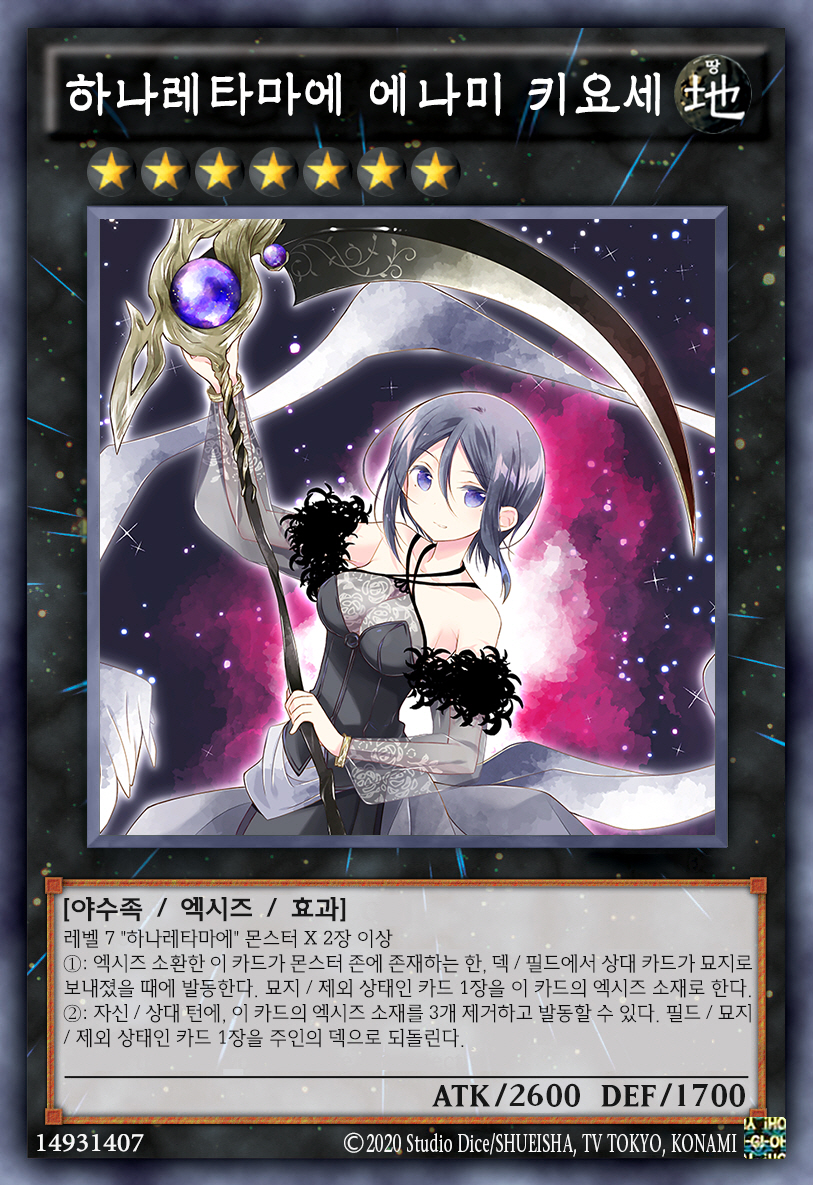 하나레타마에 에나미 키요세
땅
地
[야수족 / 엑시즈 / 효과]
레벨 7 "하나레타마에" 몬스터 X 2장 이상
①: 엑시즈 소환한 이 카드가 몬스터 존에 존재하는 한, 덱 / 필드에서 상대 카드가 묘지로
보내졌을 때에 발동한다. 묘지 / 제외 상태인 카드 1장을 이 카드의 엑시즈 소재로 한다.
②: 자신 / 상대 턴에, 이 카드의 엑시즈 소재를 3개 제거하고 발동할 수 있다. 필드 / 묘지
/ 제외 상태인 카드 1장을 주인의 덱으로 되돌린다.
ATK/2600 DEF/1700
14931407
©2020 Studio Dice/SHUEISHA, TV TOKYO, KONAMI